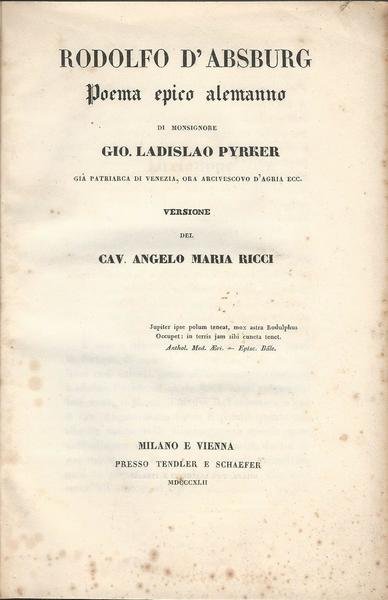 RODOLFO D'ABSBURG
Poema epico alemanno
DI MONSIGNORE
GIO. LADISLAO PYRKER
GIÀ PATRIARCA DI VENEZIA, ORA ARCIVESCOVO D'AGRIA ECC.
VERSIONE
DEL
CAV. ANGELO MARIA RICCI
Jupiter ipse polum teneat, mox astra Rodulphus
Occupet: in terris jam sibi cuncta tenet.
Anthol. Med. Ævi. — Episc. Bâle.
MILANO E VIENNA
PRESSO TENDLER E SCHAEFER
MDCCCXLII